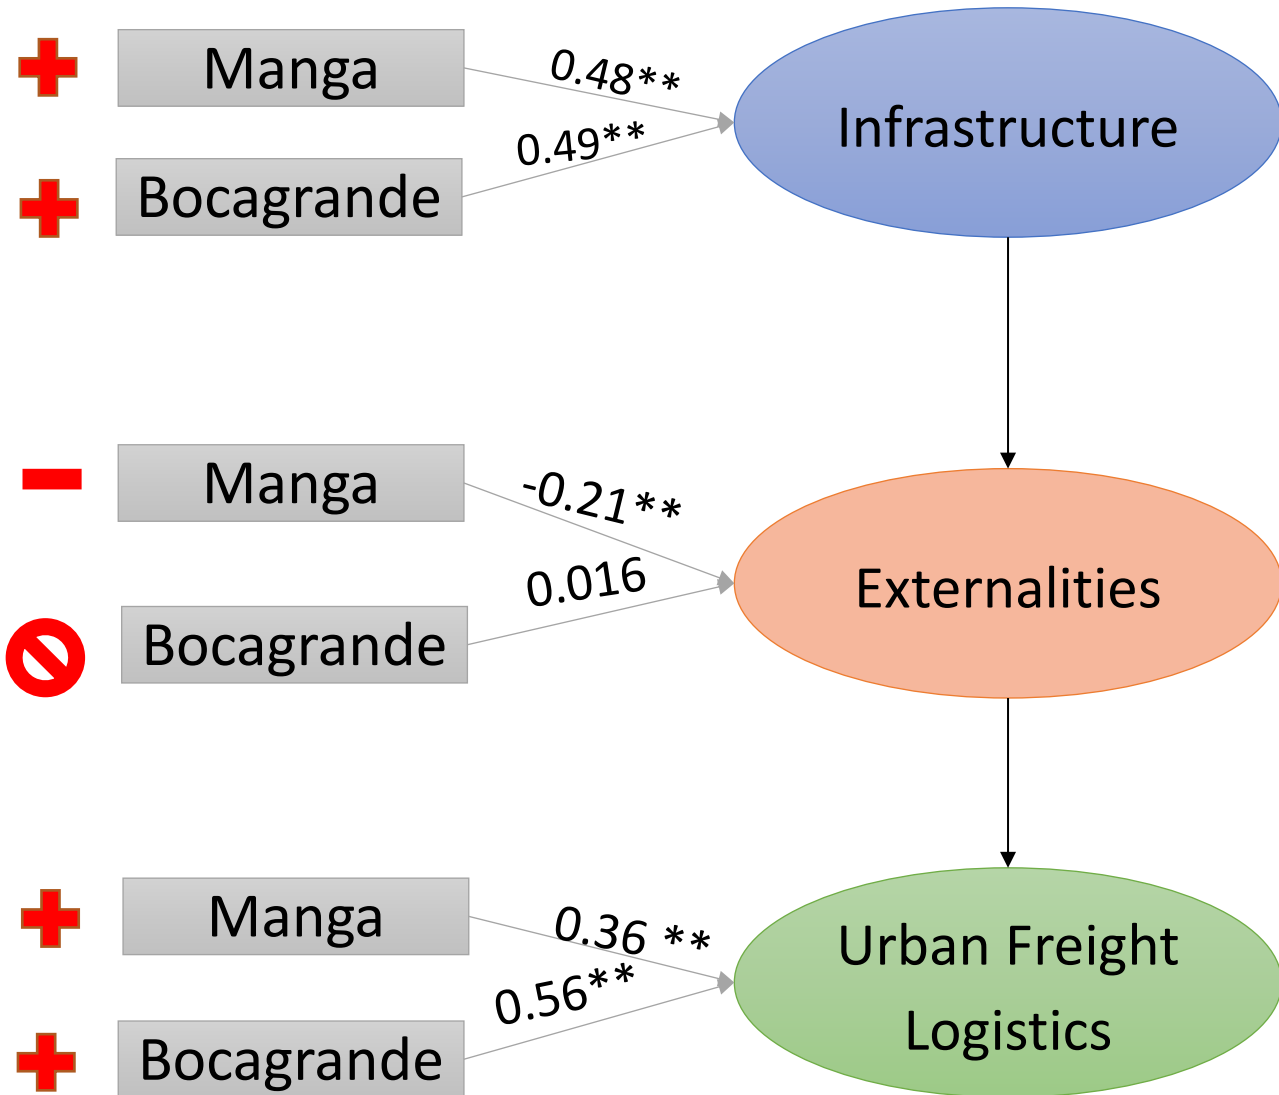 Manga
0.48**
Infrastructure
0.49**
Bocagrande
Manga
-0.21**
Externalities
0.016
Bocagrande
Manga
0.36 **
Urban Freight
Logistics
0.56**
Bocagrande